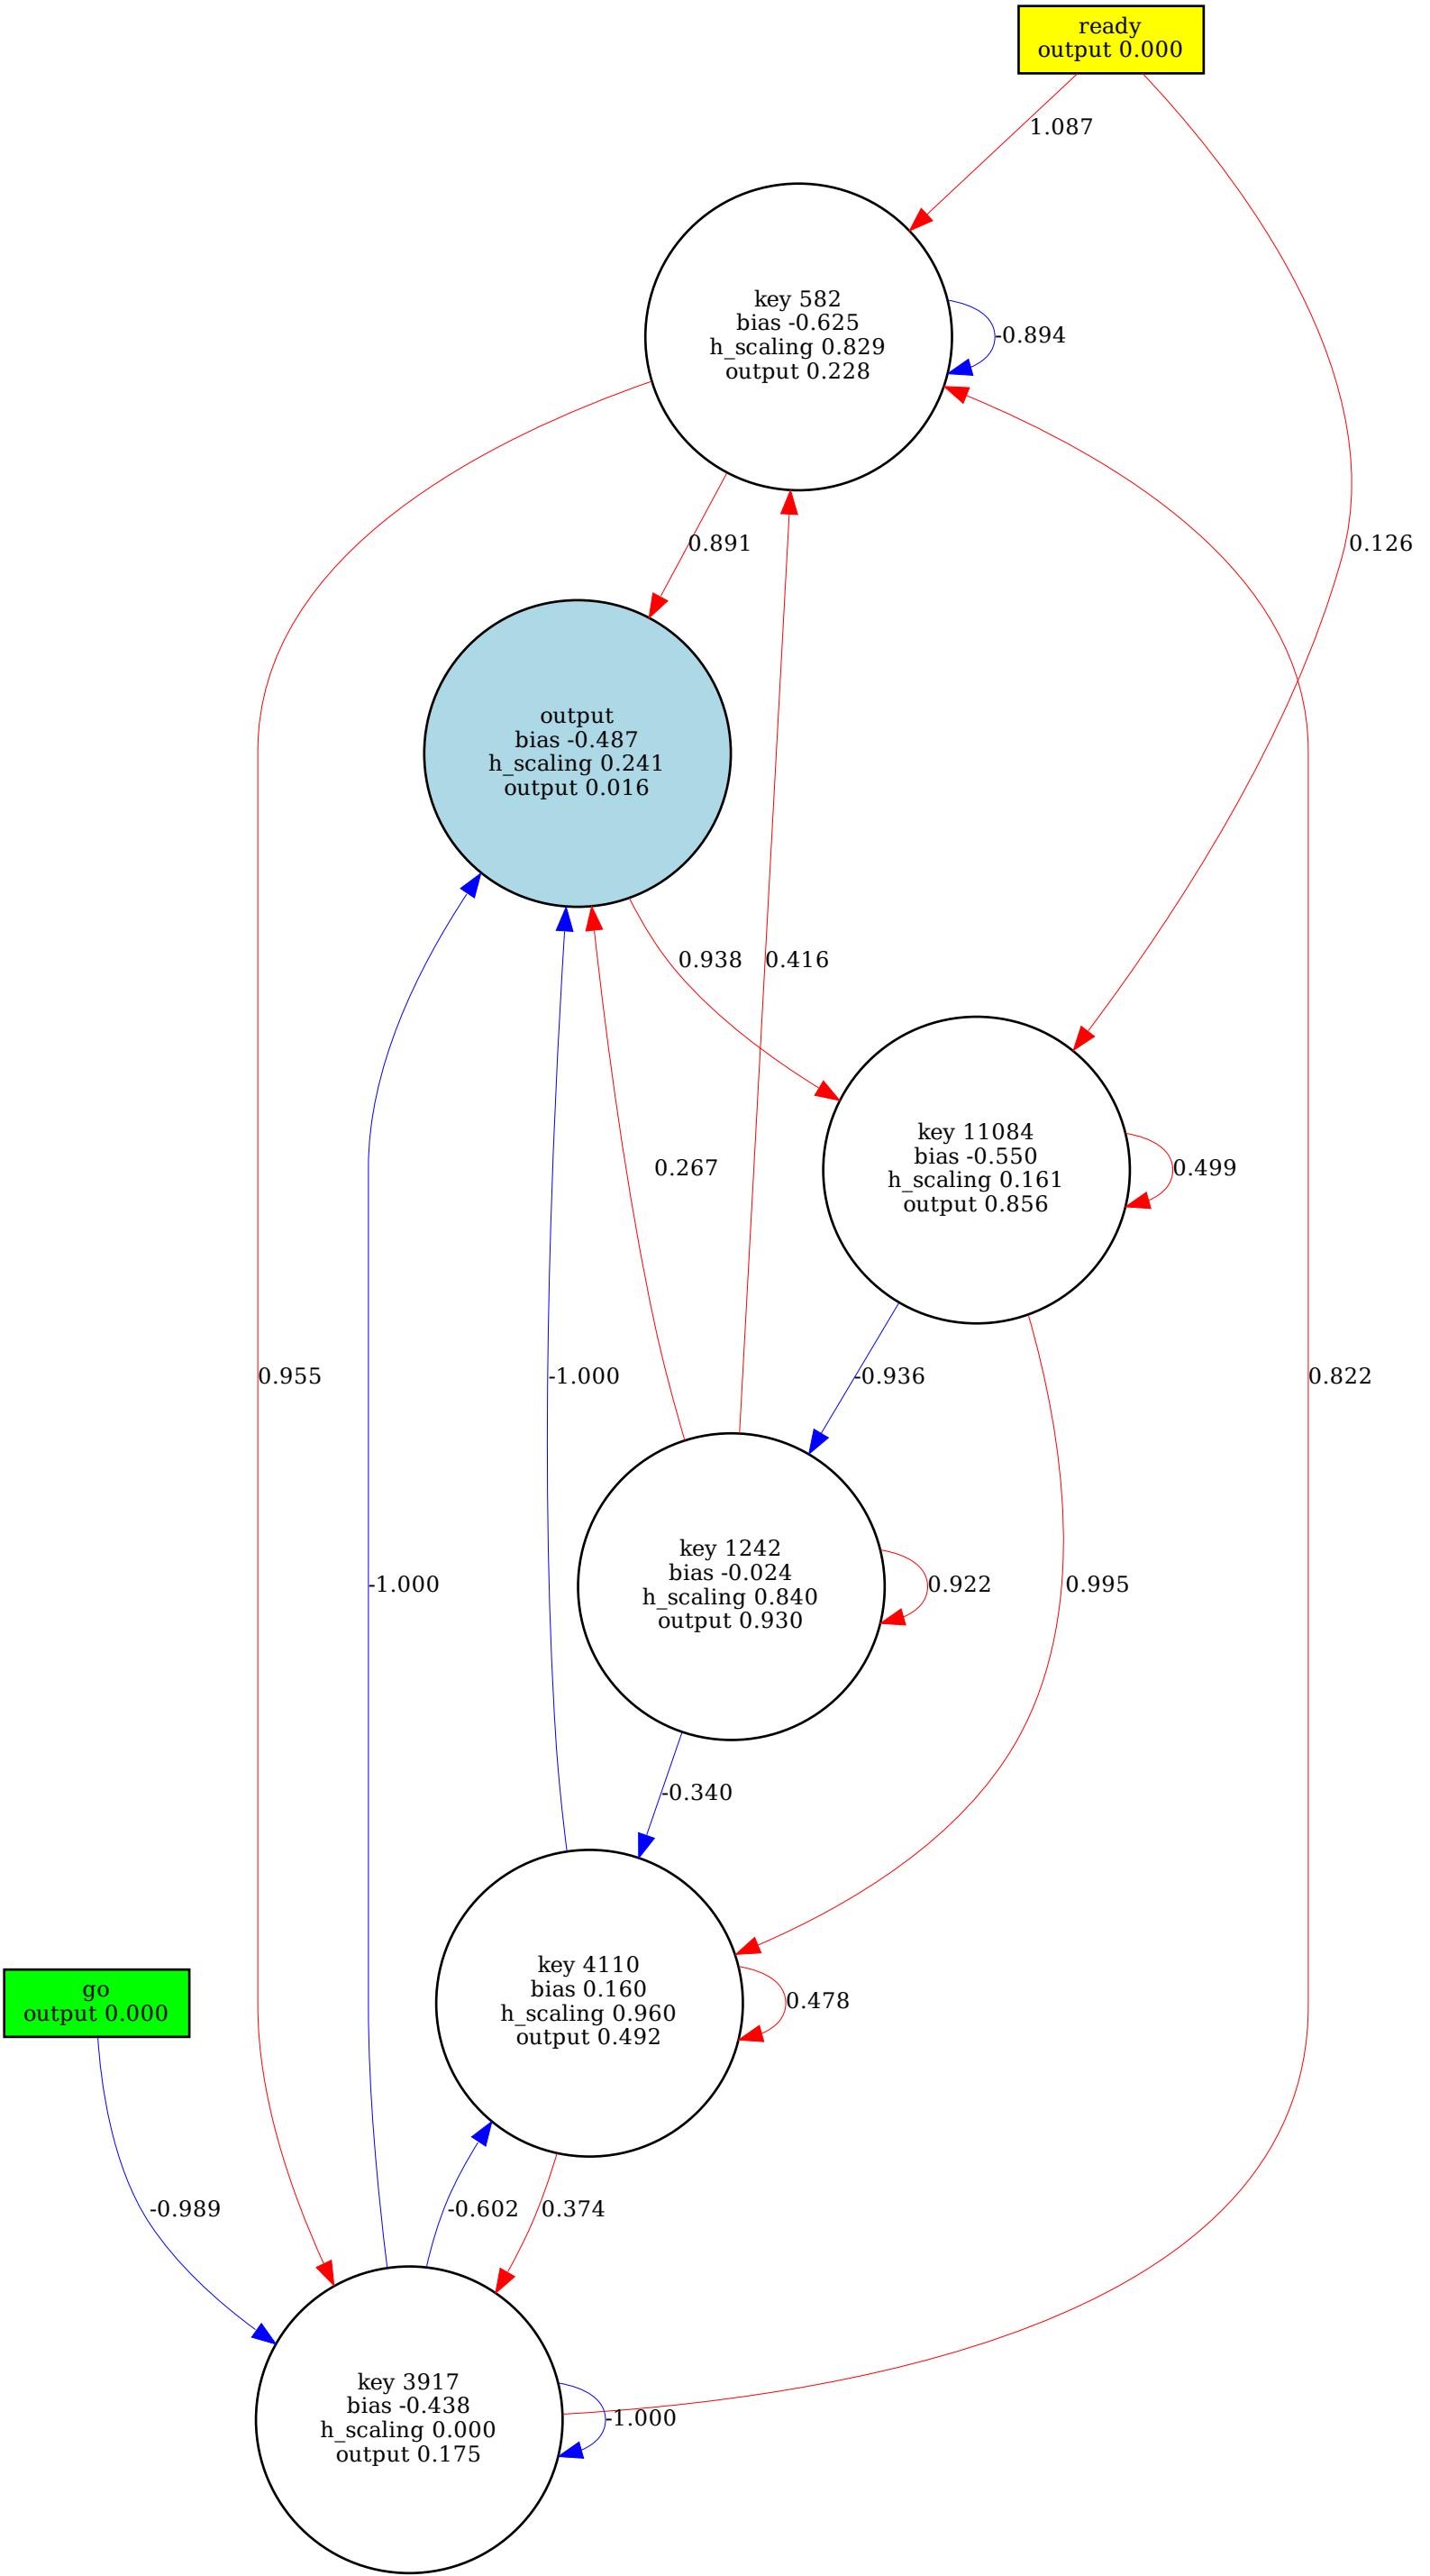 ready
output 0.000
1.087
key 582
bias -0.625
h_scaling 0.829
output 0.228
-0.894
0.891
0.126
output
bias -0.487
h_scaling 0.241
output 0.016
0.938
0.416
key 11084
bias -0.550
h_scaling 0.161
output 0.856
0.267
0.499
0.955
-1.000
-0.936
0.822
key 1242
bias -0.024
h_scaling 0.840
output 0.930
-1.000
0.922
0.995
-0.340
go
output 0.000
key 4110
bias 0.160
h_scaling 0.960
output 0.492
0.478
-0.989
-0.602
0.374
key 3917
bias -0.438
h_scaling 0.000
output 0.175
-1.000